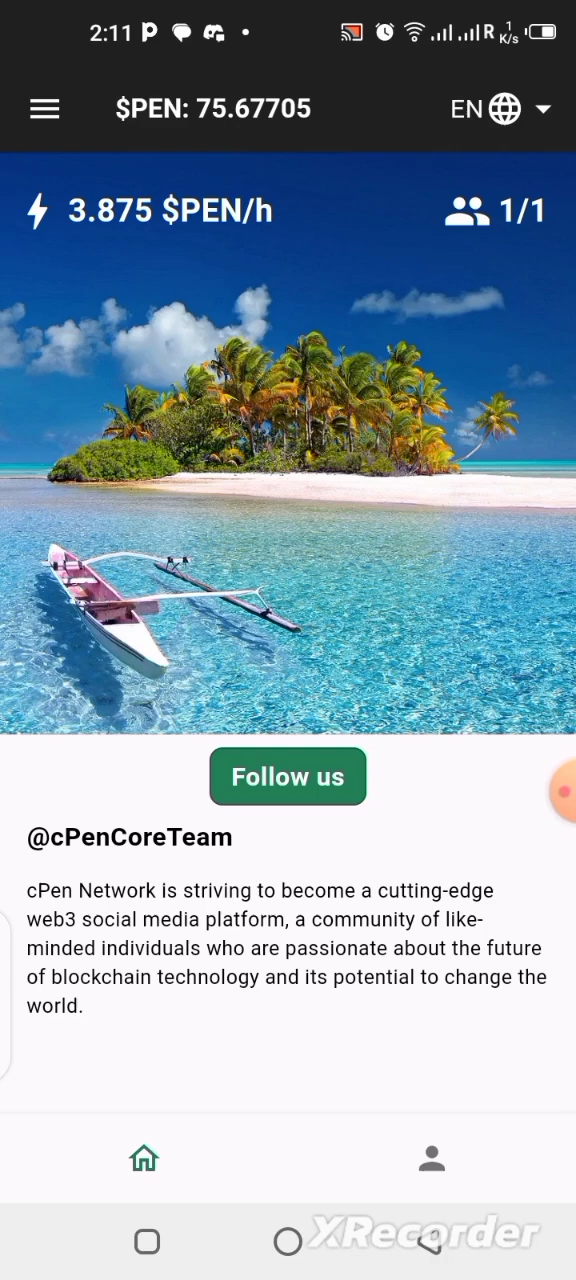 2:11
R 1 K/s
$PEN: 75.67705
EN
3.875 $PEN/h
1/1
Follow us
@cPenCoreTeam
cPen Network is striving to become a cutting-edge
web3 social media platform, a community of like-
minded individuals who are passionate about the future
of blockchain technology and its potential to change the
world.
XRecorder